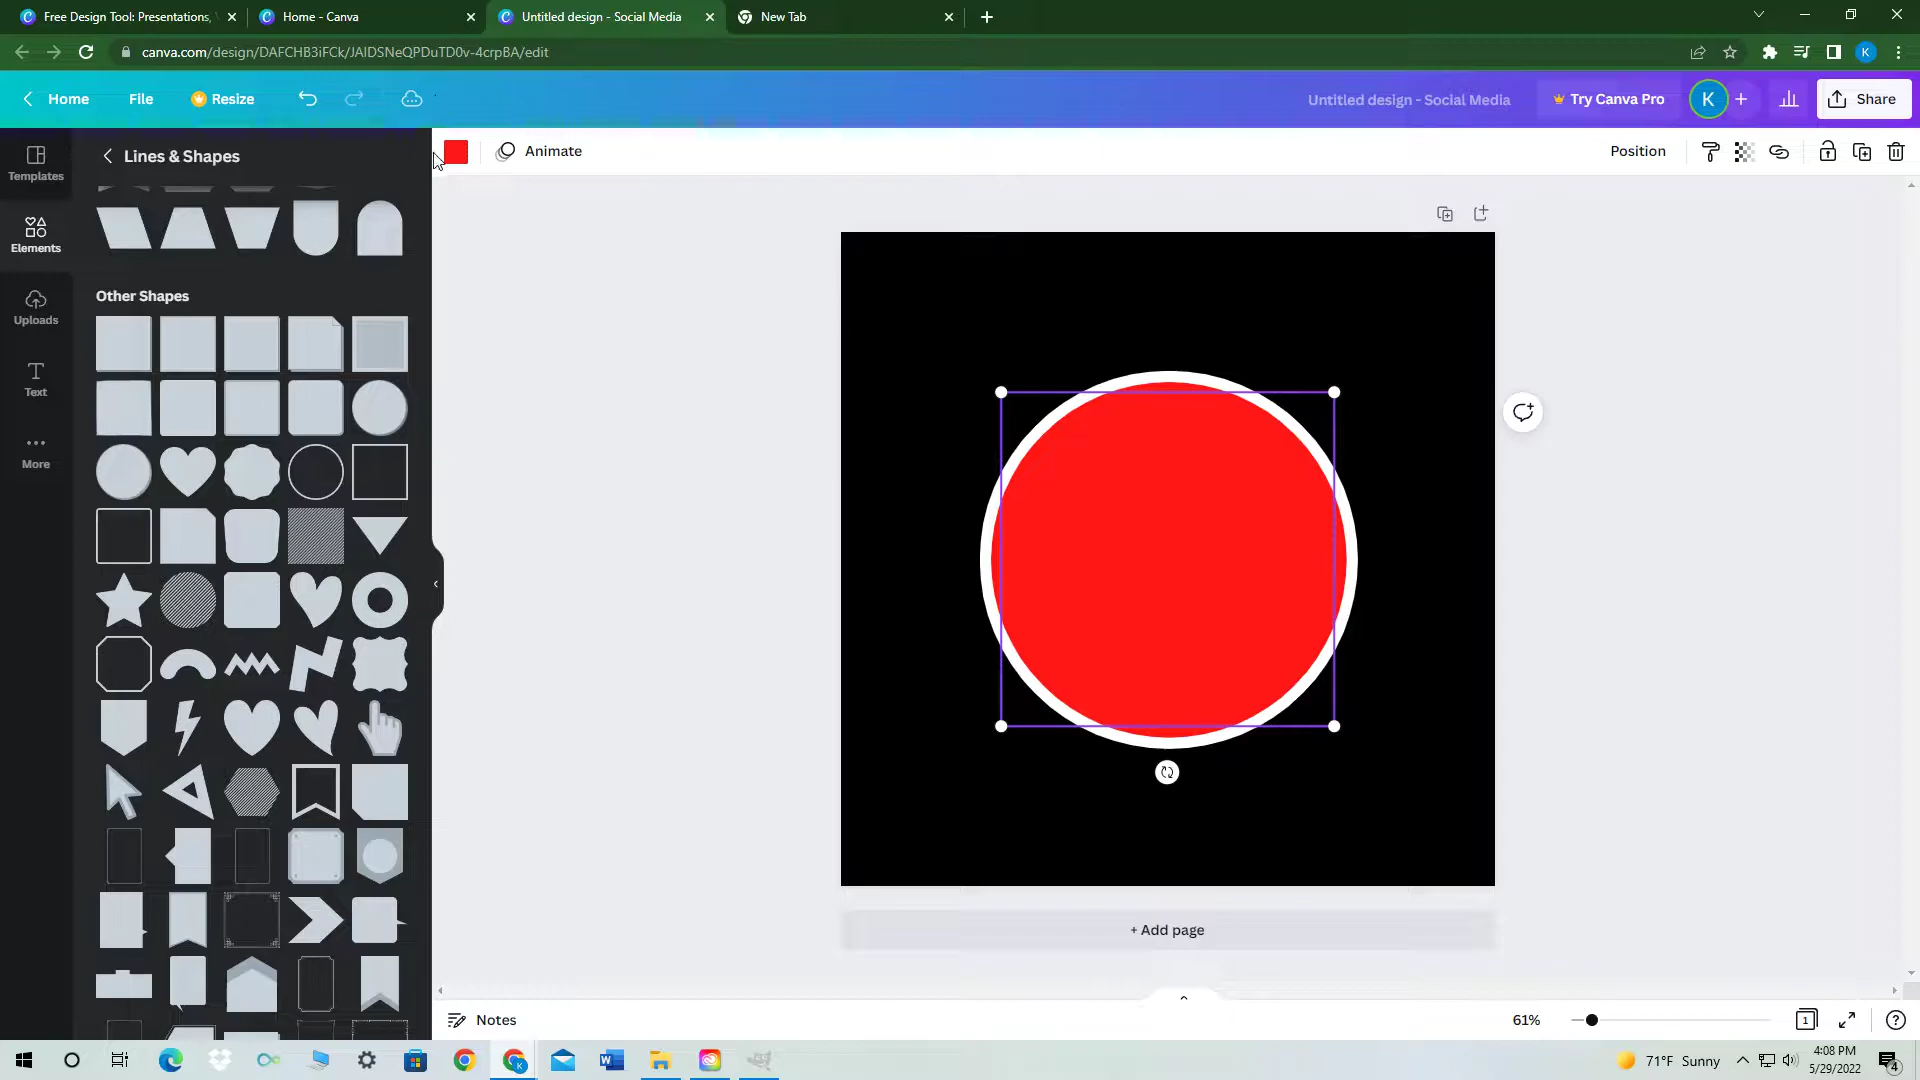 Free Design Tool: Presentations, 
Home - Canva
Untitled design - Social Media
New Tab
canva.com/design/DAFCHB3iFCk/JAIDSNeQPDuTD0v-4crpBA/edit
K
Home
File
Resize
Untitled design - Social Media
Try Canva Pro
K
Share
Templates
Elements
Uploads
Text
More
Lines & Shapes
Other Shapes
Animate
Position
+ Add page
Notes
61%
1
71°F Sunny
4:08 PM
5/29/2022
4